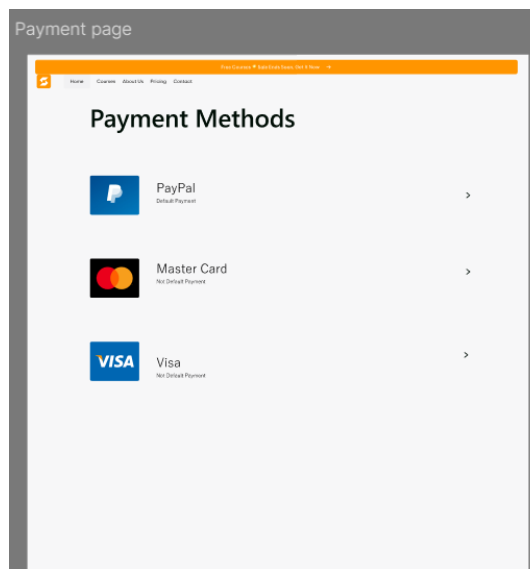 Payment page
Free Courses 🌟 Sale Ends Soon, Get It Now →
Home Courses About Us Pricing Contact
Payment Methods
PayPal
Default Payment
>
Master Card
Not Default Payment
>
VISA
Visa
Not Default Payment
>